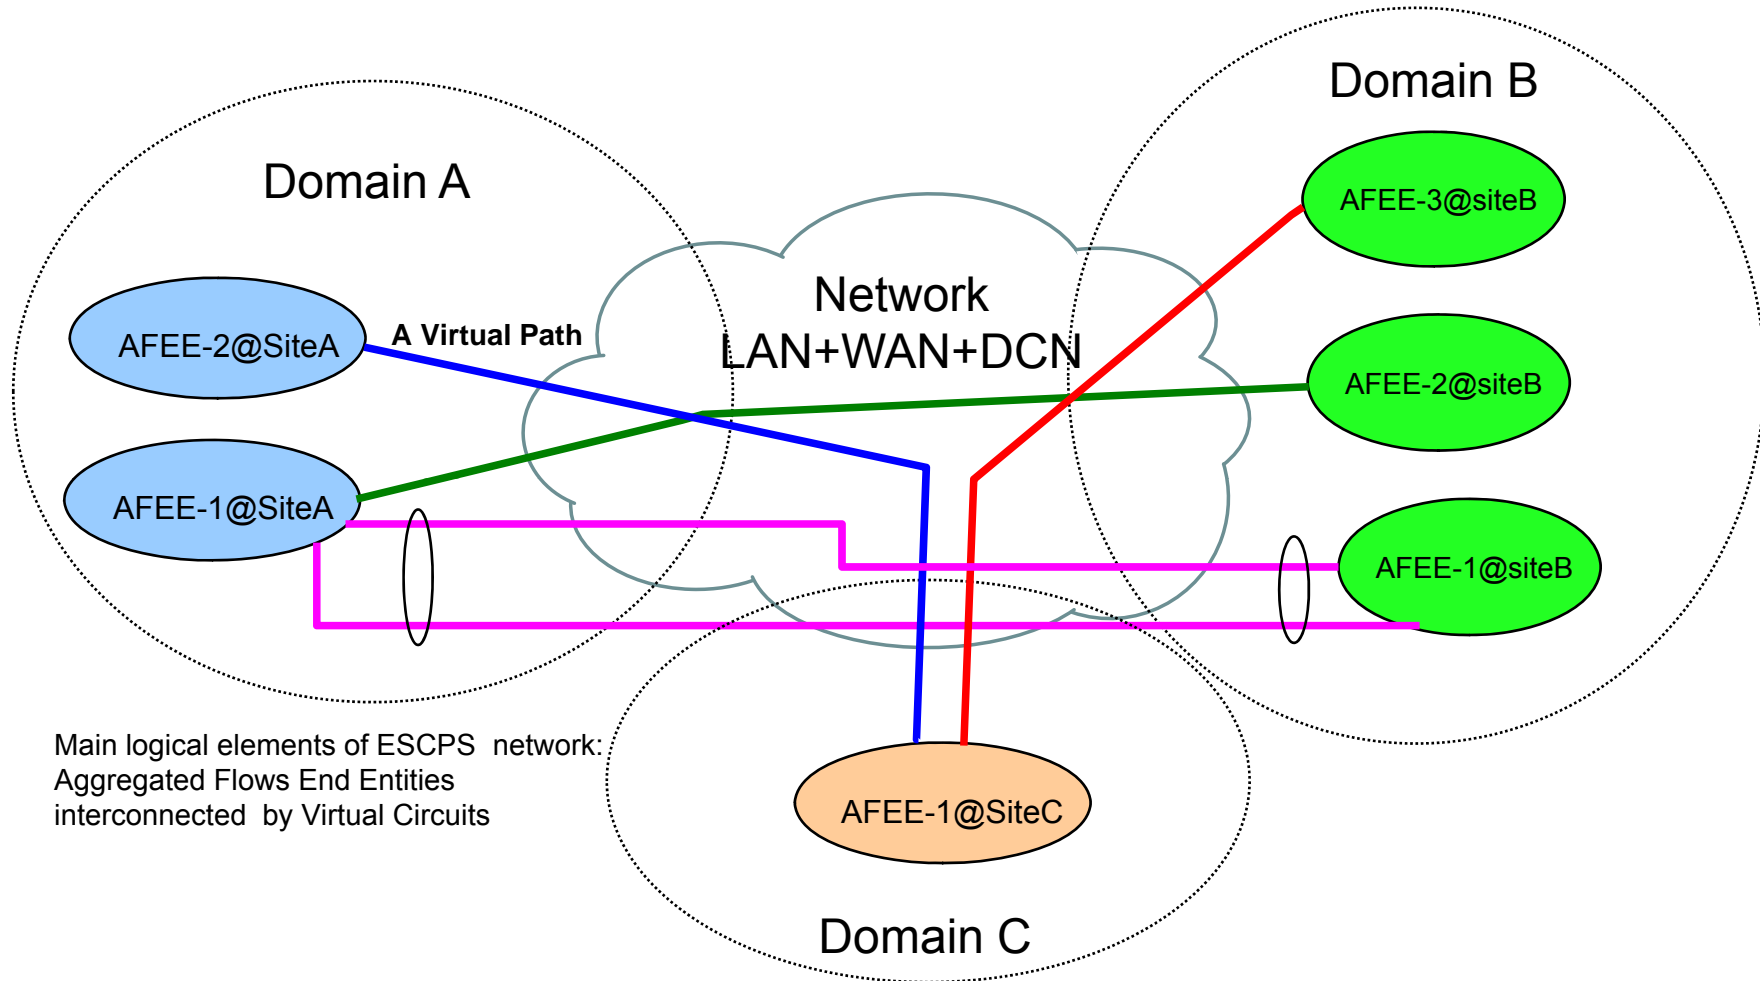 Domain B
Domain A
AFEE-3@siteB
Network
LAN+WAN+DCN
A Virtual Path
AFEE-2@SiteA
AFEE-2@siteB
AFEE-1@SiteA
AFEE-1@siteB
Main logical elements of ESCPS network:
Aggregated Flows End Entities
interconnected by Virtual Circuits
AFEE-1@SiteC
Domain C